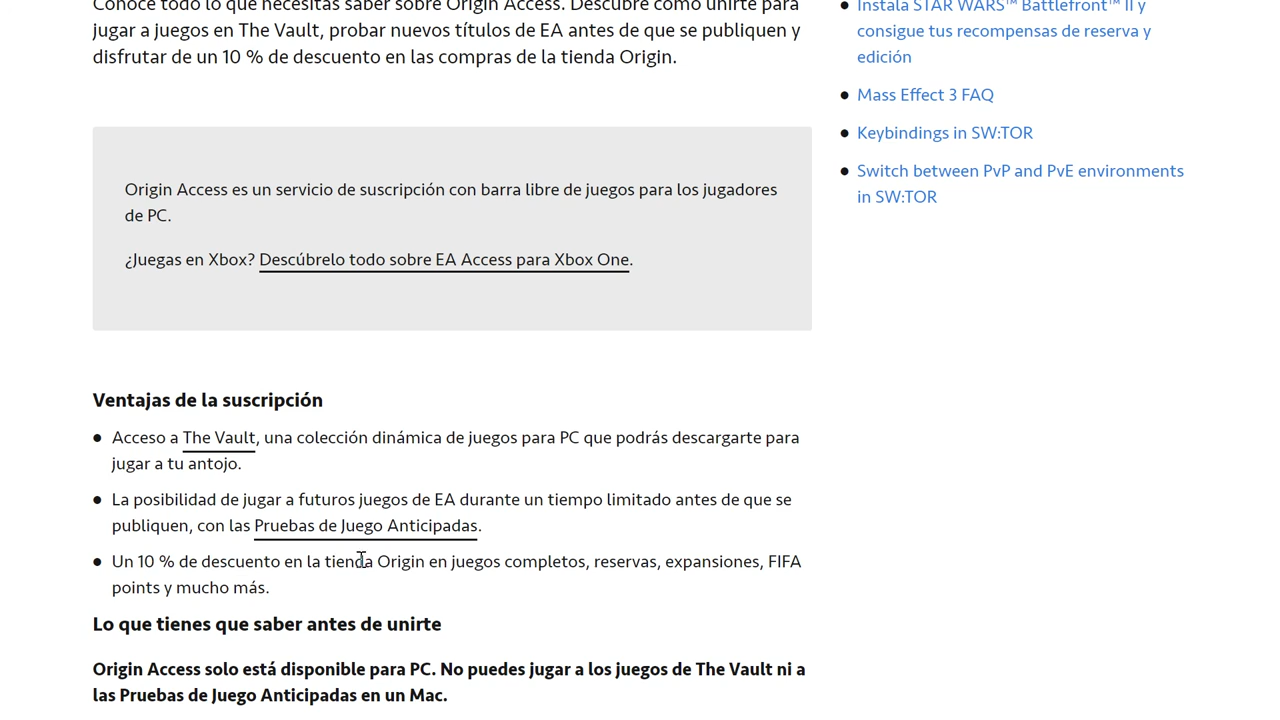 Conoce todo lo que necesitas saber sobre Origin Access. Descubre cómo unirte para
jugar a juegos en The Vault, probar nuevos títulos de EA antes de que se publiquen y
disfrutar de un 10 % de descuento en las compras de la tienda Origin.
Origin Access es un servicio de suscripción con barra libre de juegos para los jugadores
de PC.
¿Juegas en Xbox? Descúbrelo todo sobre EA Access para Xbox One.
Ventajas de la suscripción
● Acceso a The Vault, una colección dinámica de juegos para PC que podrás descargarte para
jugar a tu antojo.
● La posibilidad de jugar a futuros juegos de EA durante un tiempo limitado antes de que se
publiquen, con las Pruebas de Juego Anticipadas.
● Un 10 % de descuento en la tienda Origin en juegos completos, reservas, expansiones, FIFA
points y mucho más.
Lo que tienes que saber antes de unirte
Origin Access solo está disponible para PC. No puedes jugar a los juegos de The Vault ni a
las Pruebas de Juego Anticipadas en un Mac.
● Instala STAR WARS™ Battlefront™ II y
consigue tus recompensas de reserva y
edición
● Mass Effect 3 FAQ
● Keybindings in SW:TOR
● Switch between PvP and PvE environments
in SW:TOR